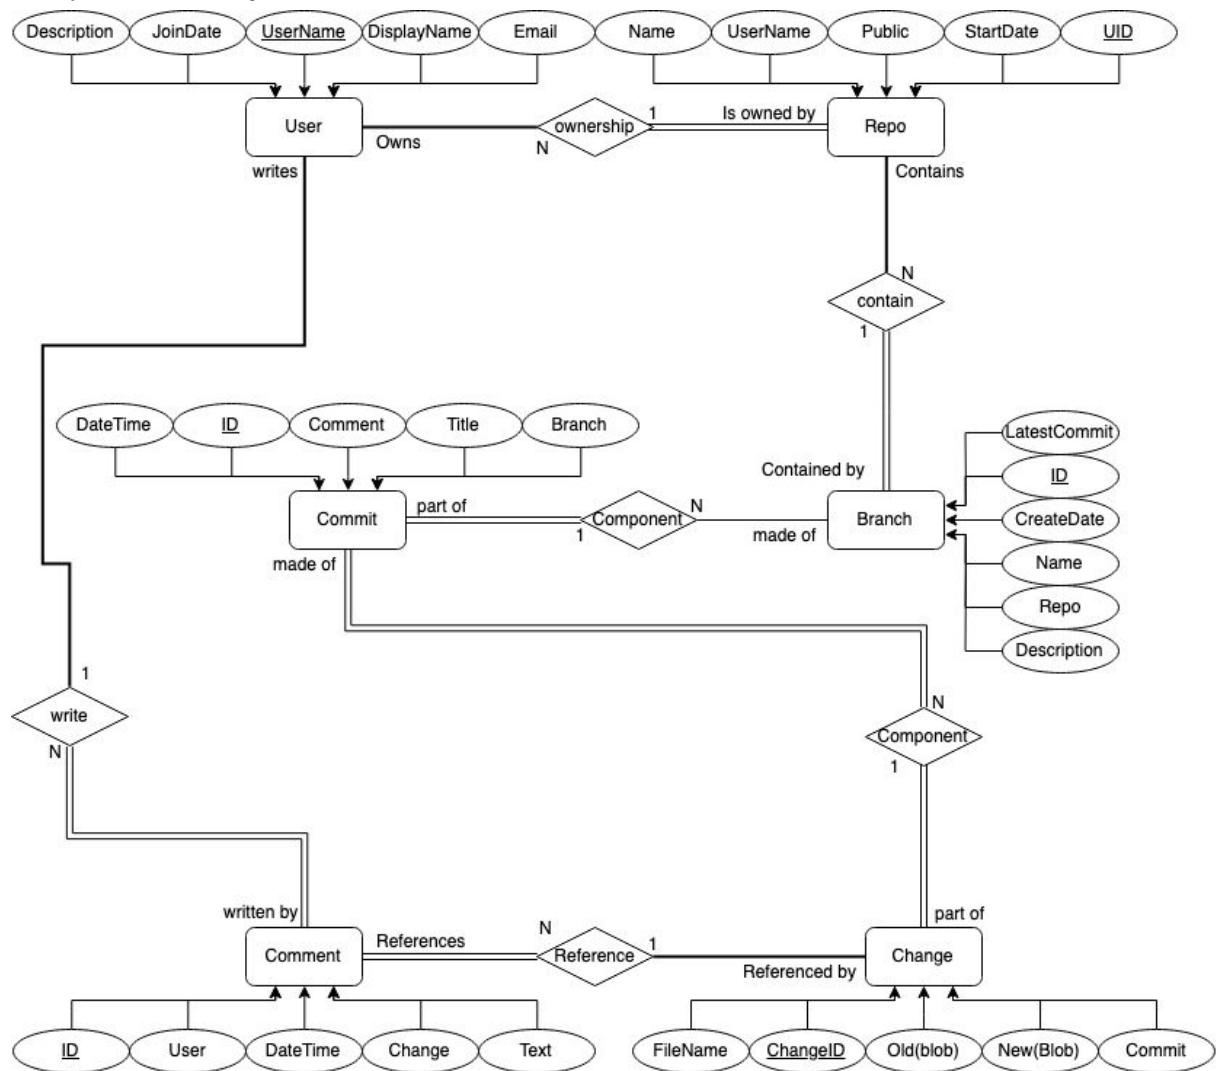 Description JoinDate UserName DisplayName Email Name UserName Public StartDate UID
User ownership Repo
Owns N 1 Is owned by
writes Contains
N
contain
1
DateTime ID Comment Title Branch
LatestCommit
ID
CreateDate
Name
Repo
Description
Contained by
Commit part of 1 Component N made of Branch
made of
1
write
N
N
Component
1
written by part of
Comment References N Reference 1 Referenced by Change
ID User DateTime Change Text FileName ChangeID Old(blob) New(Blob) Commit